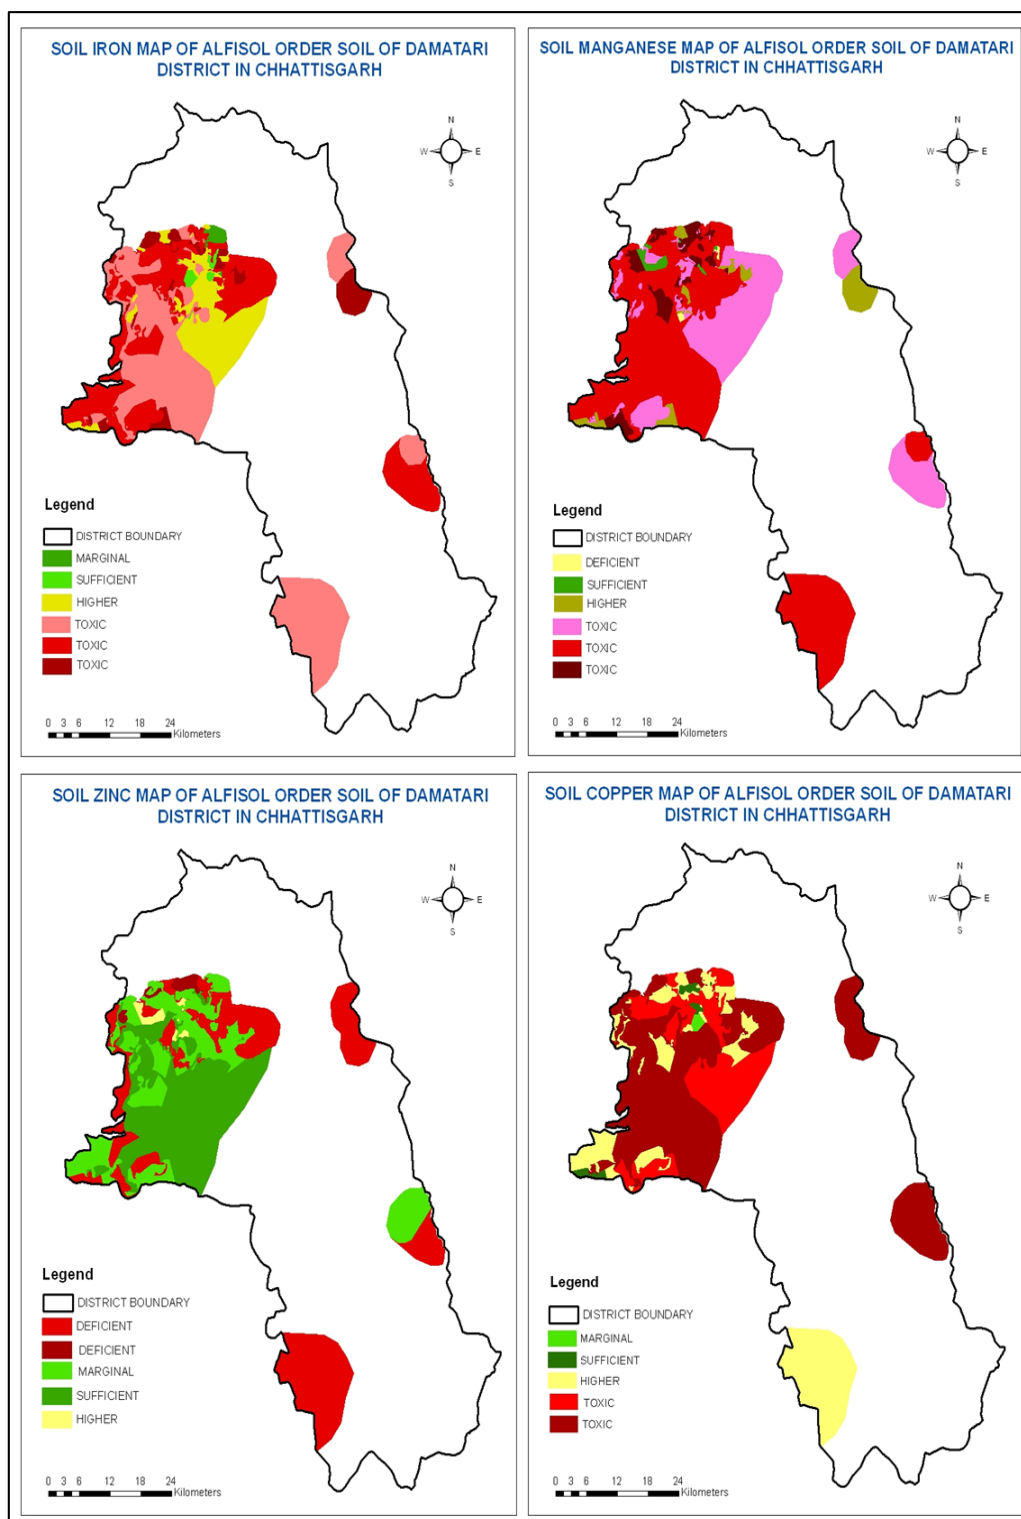 SOIL IRON MAP OF ALFISOL ORDER SOIL OF DAMATARI
DISTRICT IN CHHATTISGARH
N
W E
S
Legend
DISTRICT BOUNDARY
MARGINAL
SUFFICIENT
HIGHER
TOXIC
TOXIC
TOXIC
0 3 6 12 18 24
Kilometers
SOIL MANGANESE MAP OF ALFISOL ORDER SOIL OF DAMATARI
DISTRICT IN CHHATTISGARH
N
W E
S
Legend
DISTRICT BOUNDARY
DEFICIENT
SUFFICIENT
HIGHER
TOXIC
TOXIC
TOXIC
0 3 6 12 18 24
Kilometers
SOIL ZINC MAP OF ALFISOL ORDER SOIL OF DAMATARI
DISTRICT IN CHHATTISGARH
N
W E
S
Legend
DISTRICT BOUNDARY
DEFICIENT
DEFICIENT
MARGINAL
SUFFICIENT
HIGHER
0 3 6 12 18 24
Kilometers
SOIL COPPER MAP OF ALFISOL ORDER SOIL OF DAMATARI
DISTRICT IN CHHATTISGARH
N
W E
S
Legend
DISTRICT BOUNDARY
MARGINAL
SUFFICIENT
HIGHER
TOXIC
TOXIC
0 3 6 12 18 24
Kilometers